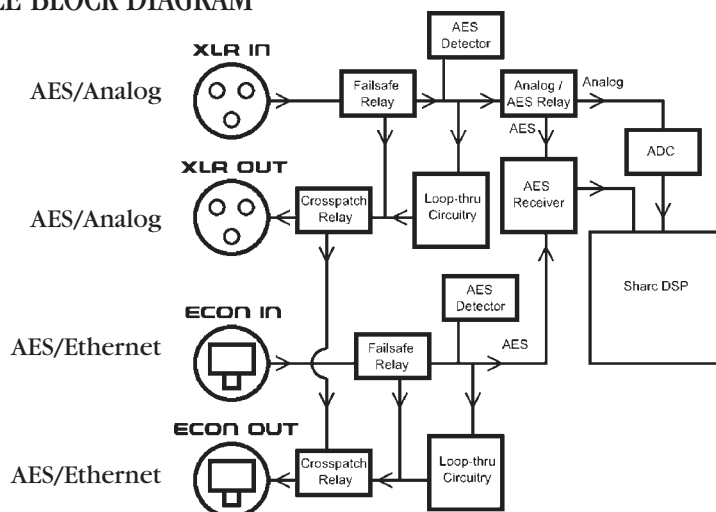 BLOCK DIAGRAM
XLR IN
AES/Analog
AES
Detector
Failsafe
Relay
Analog /
AES Relay
Analog
AES
ADC
XLR OUT
AES/Analog
Crosspatch
Relay
Loop-thru
Circuitry
AES
Receiver
Sharc DSP
ECON IN
AES/Ethernet
AES
Detector
Failsafe
Relay
AES
ECON OUT
AES/Ethernet
Crosspatch
Relay
Loop-thru
Circuitry